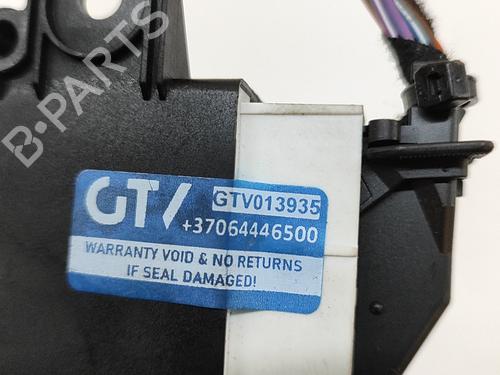 B-PARTS
GTV
GTV013935
+37064446500
WARRANTY VOID & NO RETURNS
IF SEAL DAMAGED!